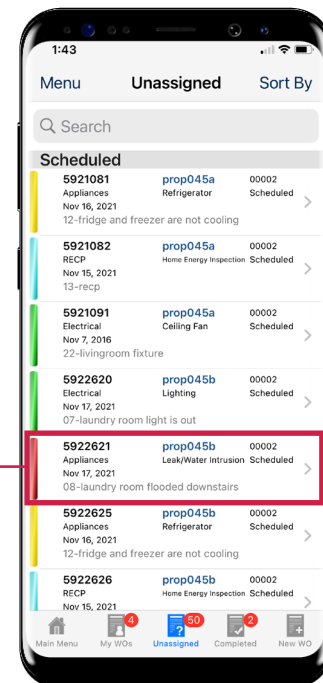 1:43
Menu Unassigned Sort By
Search
Scheduled
5921081 prop045a 00002
Appliances Refrigerator Scheduled
Nov 16, 2021
12-fridge and freezer are not cooling
5921082 prop045a 00002
RECP Home Energy Inspection Scheduled
Nov 15, 2021
13-recp
5921091 prop045a 00002
Electrical Ceiling Fan Scheduled
Nov 7, 2016
22-livingroom fixture
5922620 prop045b 00002
Electrical Lighting Scheduled
Nov 17, 2021
07-laundry room light is out
5922621 prop045b 00002
Appliances Leak/Water Intrusion Scheduled
Nov 17, 2021
08-laundry room flooded downstairs
5922625 prop045b 00002
Appliances Refrigerator Scheduled
Nov 16, 2021
12-fridge and freezer are not cooling
5922626 prop045b 00002
RECP Home Energy Inspection Scheduled
Nov 15, 2021
4 50 2
Main Menu My WOs Unassigned Completed New WO